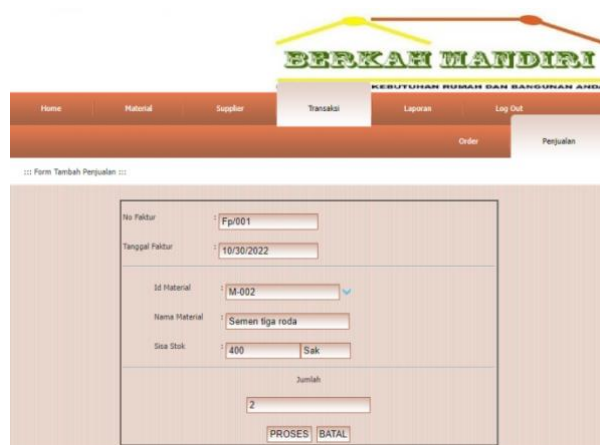 BERKAH MANDIRI
KEBUTUHAN RUMAH DAN BANGUNAN ANDA
Home Material Supplier Transaksi Laporan Log Out
Order Penjualan
::: Form Tambah Penjualan :::
No Faktur : Fp/001
Tanggal Faktur : 10/30/2022
Id Material : M-002
Nama Material : Semen tiga roda
Sisa Stok : 400 Sak
Jumlah
2
PROSES BATAL